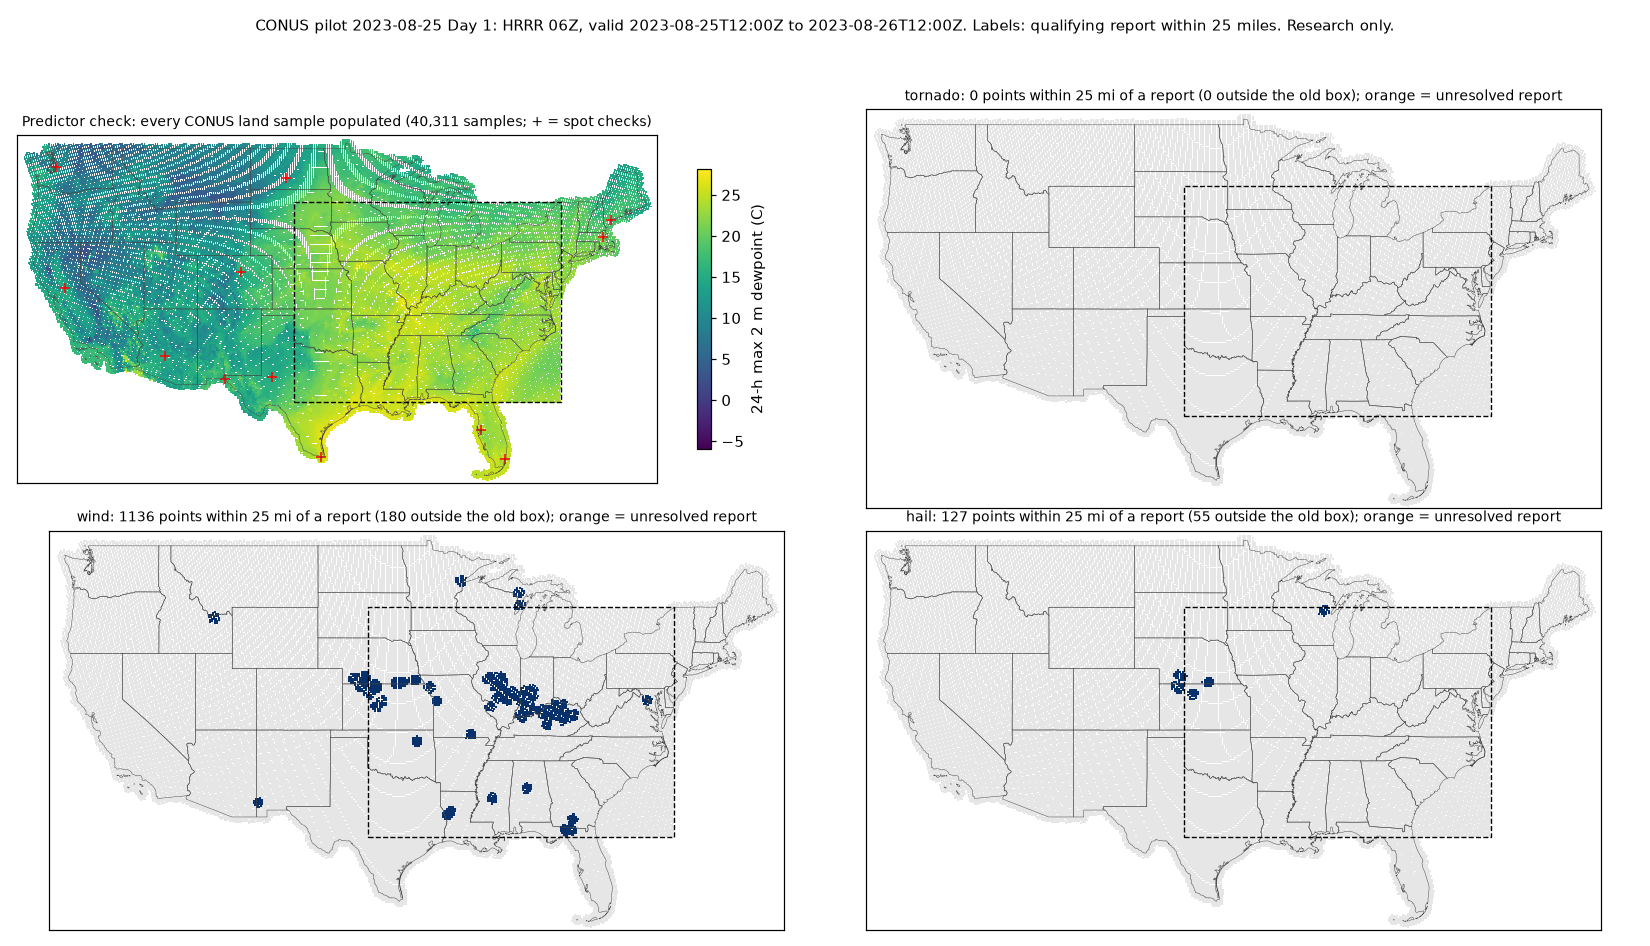 CONUS pilot 2023-08-25 Day 1: HRRR 06Z, valid 2023-08-25T12:00Z to 2023-08-26T12:00Z. Labels: qualifying report within 25 miles. Research only.
Predictor check: every CONUS land sample populated (40,311 samples; + = spot checks)
25
20
15
10
5
0
−5
24-h max 2 m dewpoint (C)
tornado: 0 points within 25 mi of a report (0 outside the old box); orange = unresolved report
wind: 1136 points within 25 mi of a report (180 outside the old box); orange = unresolved report
hail: 127 points within 25 mi of a report (55 outside the old box); orange = unresolved report